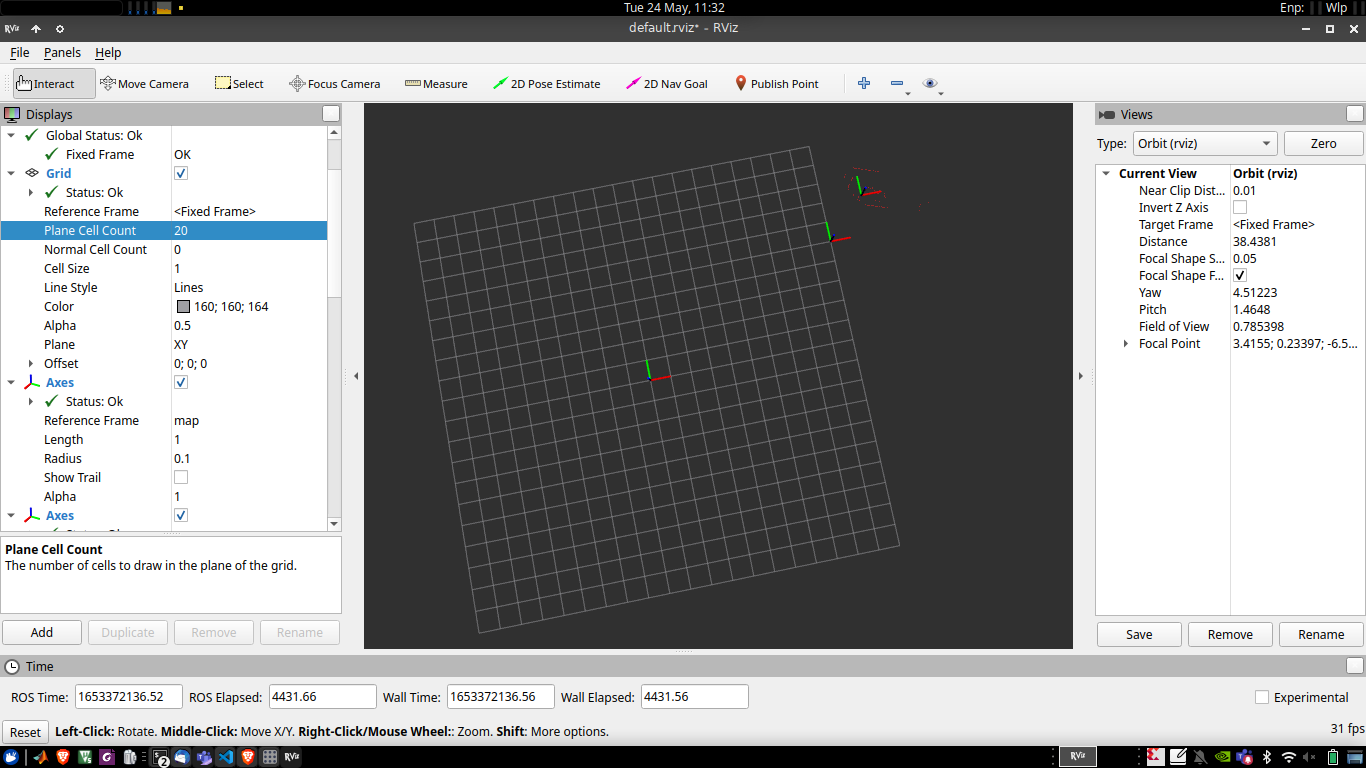 Tue 24 May, 11:32
Enp: Wlp
RViz
default.rviz* - RViz
File Panels Help
Interact Move Camera Select Focus Camera Measure 2D Pose Estimate 2D Nav Goal Publish Point
Displays
Global Status: Ok
Fixed Frame OK
Grid
Status: Ok
Reference Frame <Fixed Frame>
Plane Cell Count 20
Normal Cell Count 0
Cell Size 1
Line Style Lines
Color 160; 160; 164
Alpha 0.5
Plane XY
Offset 0; 0; 0
Axes
Status: Ok
Reference Frame map
Length 1
Radius 0.1
Show Trail
Alpha 1
Axes
Plane Cell Count
The number of cells to draw in the plane of the grid.
Add Duplicate Remove Rename
Views
Type: Orbit (rviz) Zero
Current View Orbit (rviz)
Near Clip Dist... 0.01
Invert Z Axis
Target Frame <Fixed Frame>
Distance 38.4381
Focal Shape S... 0.05
Focal Shape F...
Yaw 4.51223
Pitch 1.4648
Field of View 0.785398
Focal Point 3.4155; 0.23397; -6.5...
Save Remove Rename
Time
ROS Time: 1653372136.52 ROS Elapsed: 4431.66 Wall Time: 1653372136.56 Wall Elapsed: 4431.56 Experimental
Reset Left-Click: Rotate. Middle-Click: Move X/Y. Right-Click/Mouse Wheel:: Zoom. Shift: More options. 31 fps
2 RViz RViz